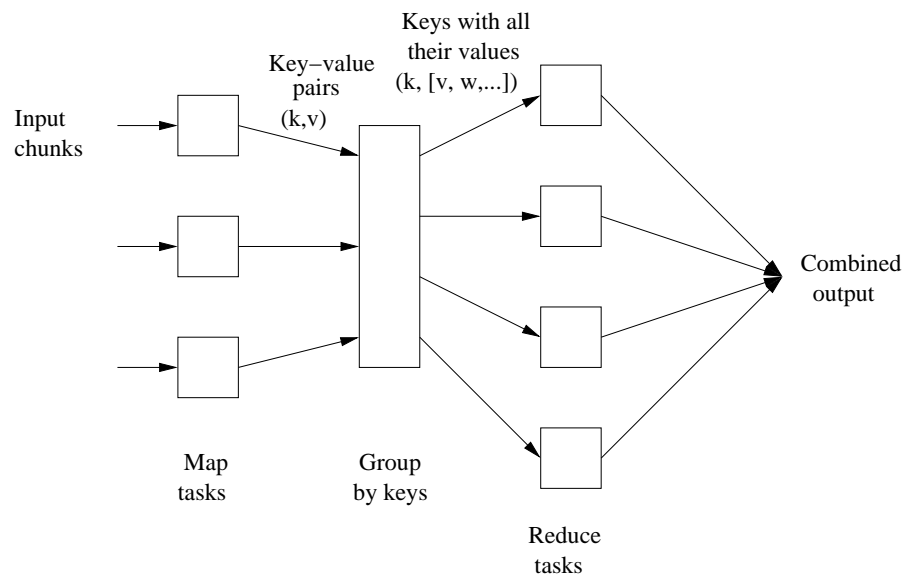 Input
chunks
Key−value
pairs
(k,v)
Keys with all
their values
(k, [v, w,...])
Combined
output
Map
tasks
Group
by keys
Reduce
tasks